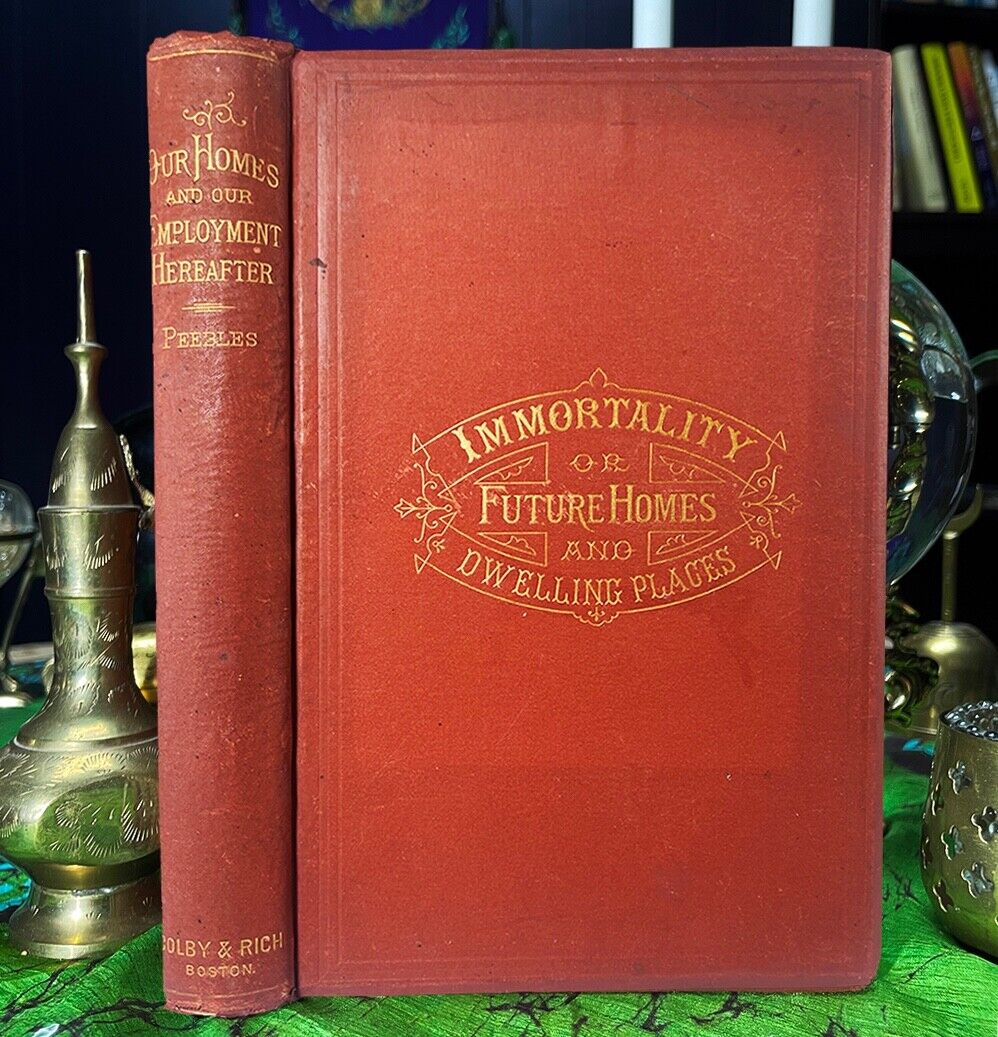 Our Homes
and our
Employment
Hereafter
Peebles
Colby & Rich
Boston.
Immortality
or
Future Homes
and
Dwelling Places